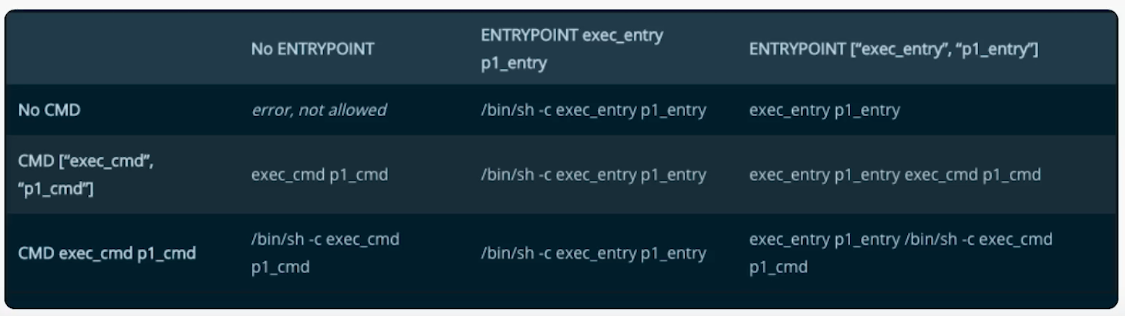 No ENTRYPOINT
ENTRYPOINT exec_entry
p1_entry
ENTRYPOINT [“exec_entry”, “p1_entry”]
No CMD
error, not allowed
/bin/sh -c exec_entry p1_entry
exec_entry p1_entry
CMD [“exec_cmd”,
“p1_cmd”]
exec_cmd p1_cmd
/bin/sh -c exec_entry p1_entry
exec_entry p1_entry exec_cmd p1_cmd
CMD exec_cmd p1_cmd
/bin/sh -c exec_cmd
p1_cmd
/bin/sh -c exec_entry p1_entry
exec_entry p1_entry /bin/sh -c exec_cmd
p1_cmd